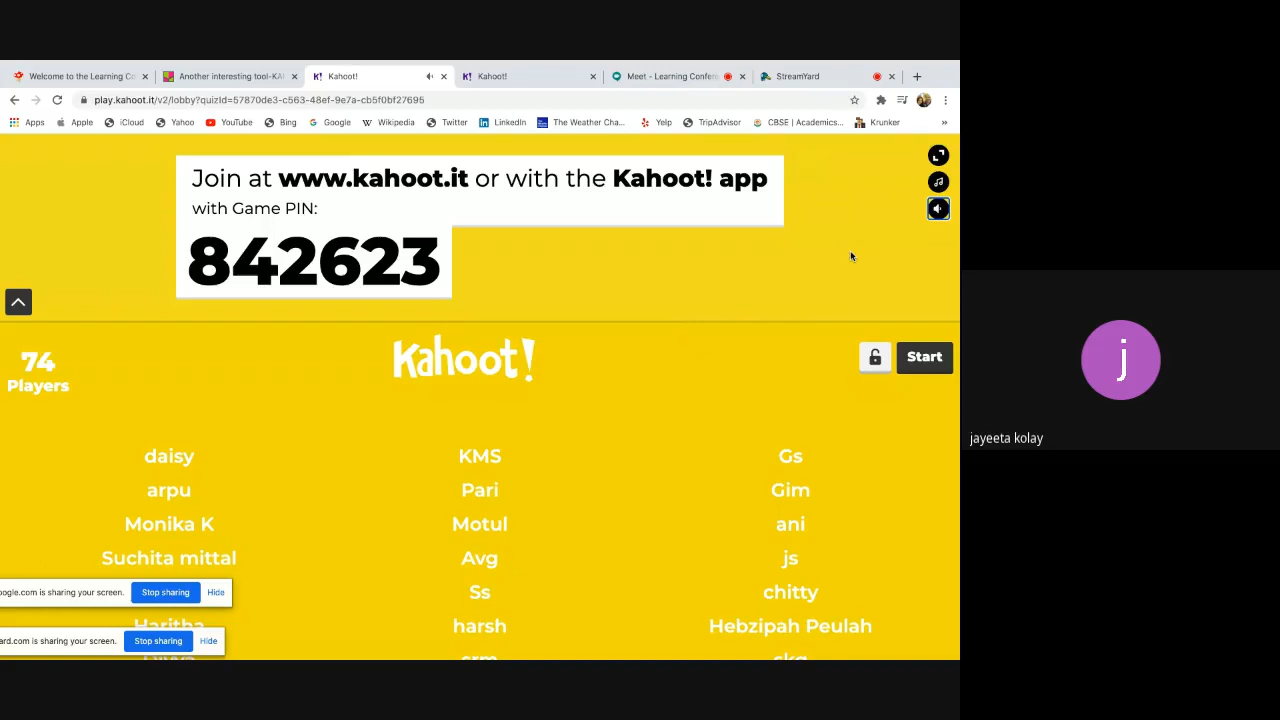 Welcome to the Learning Co
Another interesting tool-KA
Kahoot!
Kahoot!
Meet - Learning Confere
StreamYard
play.kahoot.it/v2/lobby?quizId=57870de3-c563-48ef-9e7a-cb5f0bf27695
Apps Apple iCloud Yahoo YouTube Bing Google Wikipedia Twitter LinkedIn The Weather Cha... Yelp TripAdvisor CBSE | Academics... Krunker »
Join at www.kahoot.it or with the Kahoot! app
with Game PIN:
842623
74
Players
Kahoot!
Start
daisy KMS Gs
arpu Pari Gim
Monika K Motul ani
Suchita mittal Avg js
Ss chitty
oogle.com is sharing your screen. Stop sharing Hide
Haritha harsh Hebzipah Peulah
ard.com is sharing your screen. Stop sharing Hide
srm skg
j
jayeeta kolay